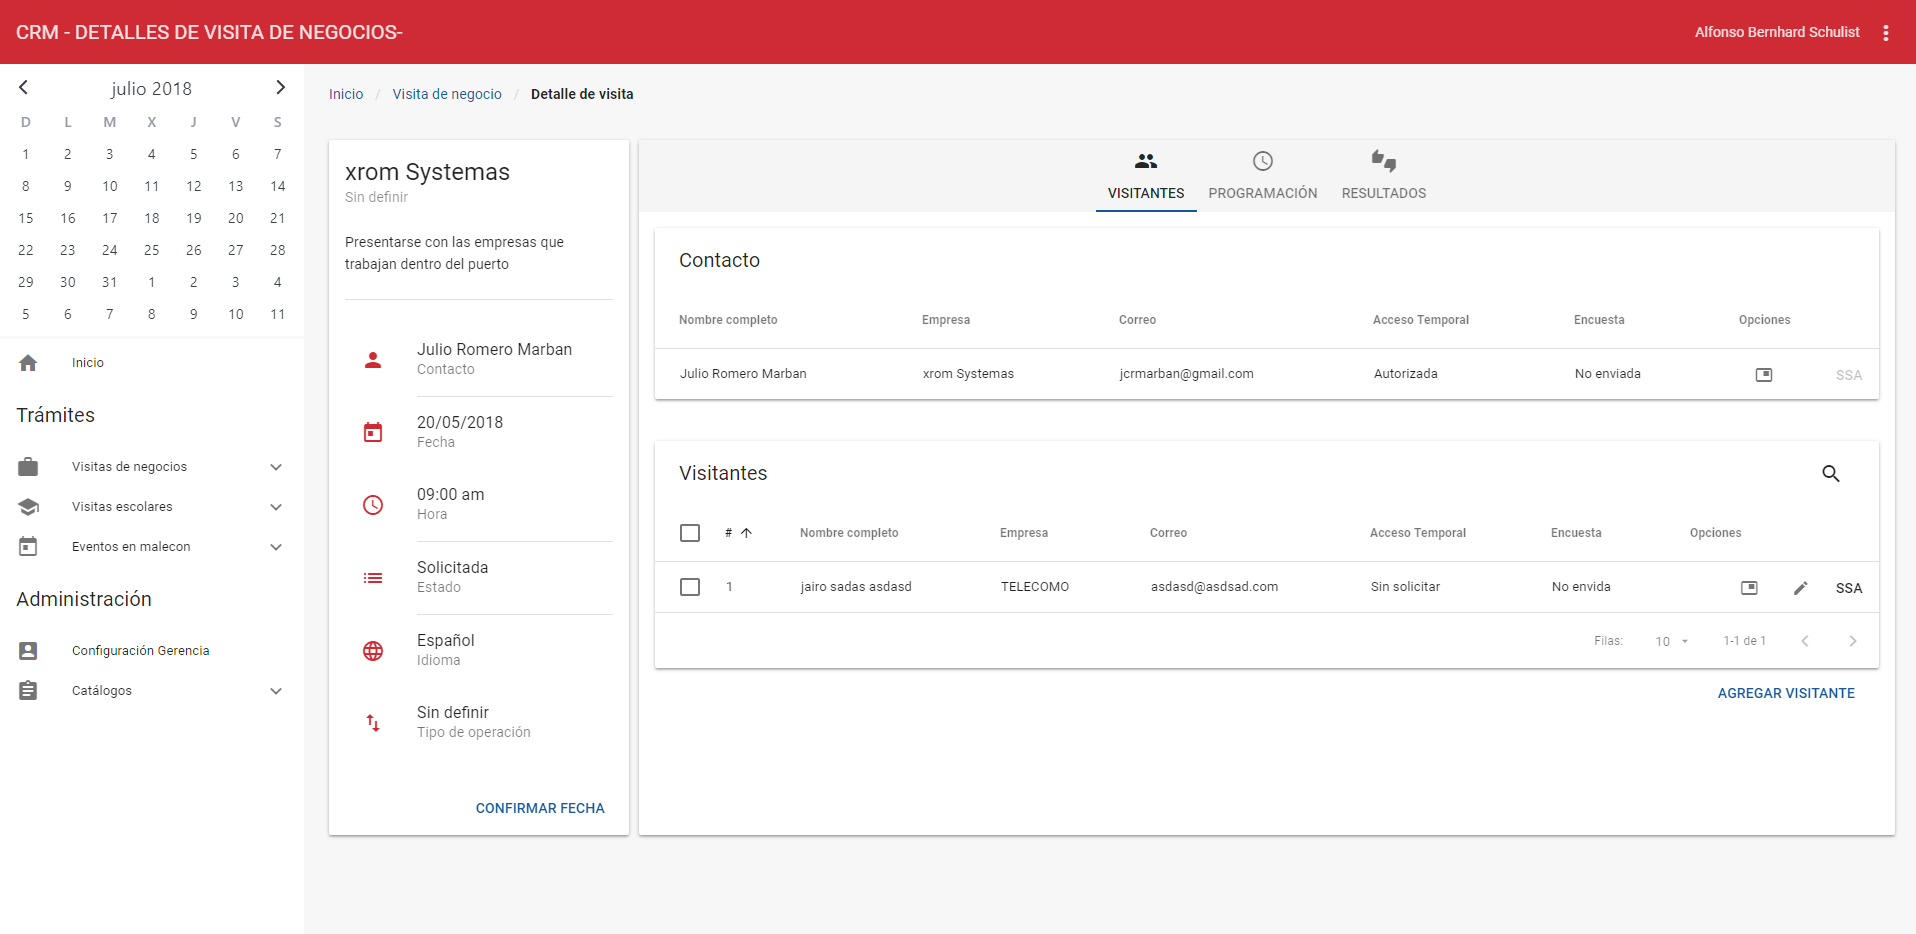 CRM - DETALLES DE VISITA DE NEGOCIOS-
Alfonso Bernhard Schulist
julio 2018
D L M X J V S
1 2 3 4 5 6 7
8 9 10 11 12 13 14
15 16 17 18 19 20 21
22 23 24 25 26 27 28
29 30 31 1 2 3 4
5 6 7 8 9 10 11
Inicio
Trámites
Visitas de negocios
Visitas escolares
Eventos en malecon
Administración
Configuración Gerencia
Catálogos
Inicio / Visita de negocio / Detalle de visita
xrom Systemas
Sin definir
Presentarse con las empresas que
trabajan dentro del puerto
Julio Romero Marban
Contacto
20/05/2018
Fecha
09:00 am
Hora
Solicitada
Estado
Español
Idioma
Sin definir
Tipo de operación
CONFIRMAR FECHA
VISITANTES PROGRAMACIÓN RESULTADOS
Contacto
Nombre completo Empresa Correo Acceso Temporal Encuesta Opciones
Julio Romero Marban xrom Systemas jcrmarban@gmail.com Autorizada No enviada SSA
Visitantes
# Nombre completo Empresa Correo Acceso Temporal Encuesta Opciones
1 jairo sadas asdasd TELECOMO asdasd@asdsad.com Sin solicitar No envida SSA
Filas: 10 1-1 de 1
AGREGAR VISITANTE